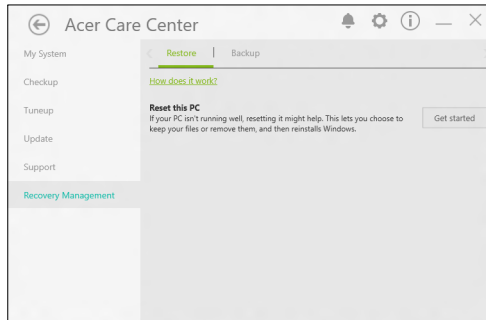 Acer Care Center
My System
Checkup
Tuneup
Update
Support
Recovery Management
Restore | Backup
How does it work?
Reset this PC
If your PC isn't running well, resetting it might help. This lets you choose to
keep your files or remove them, and then reinstalls Windows.
Get started